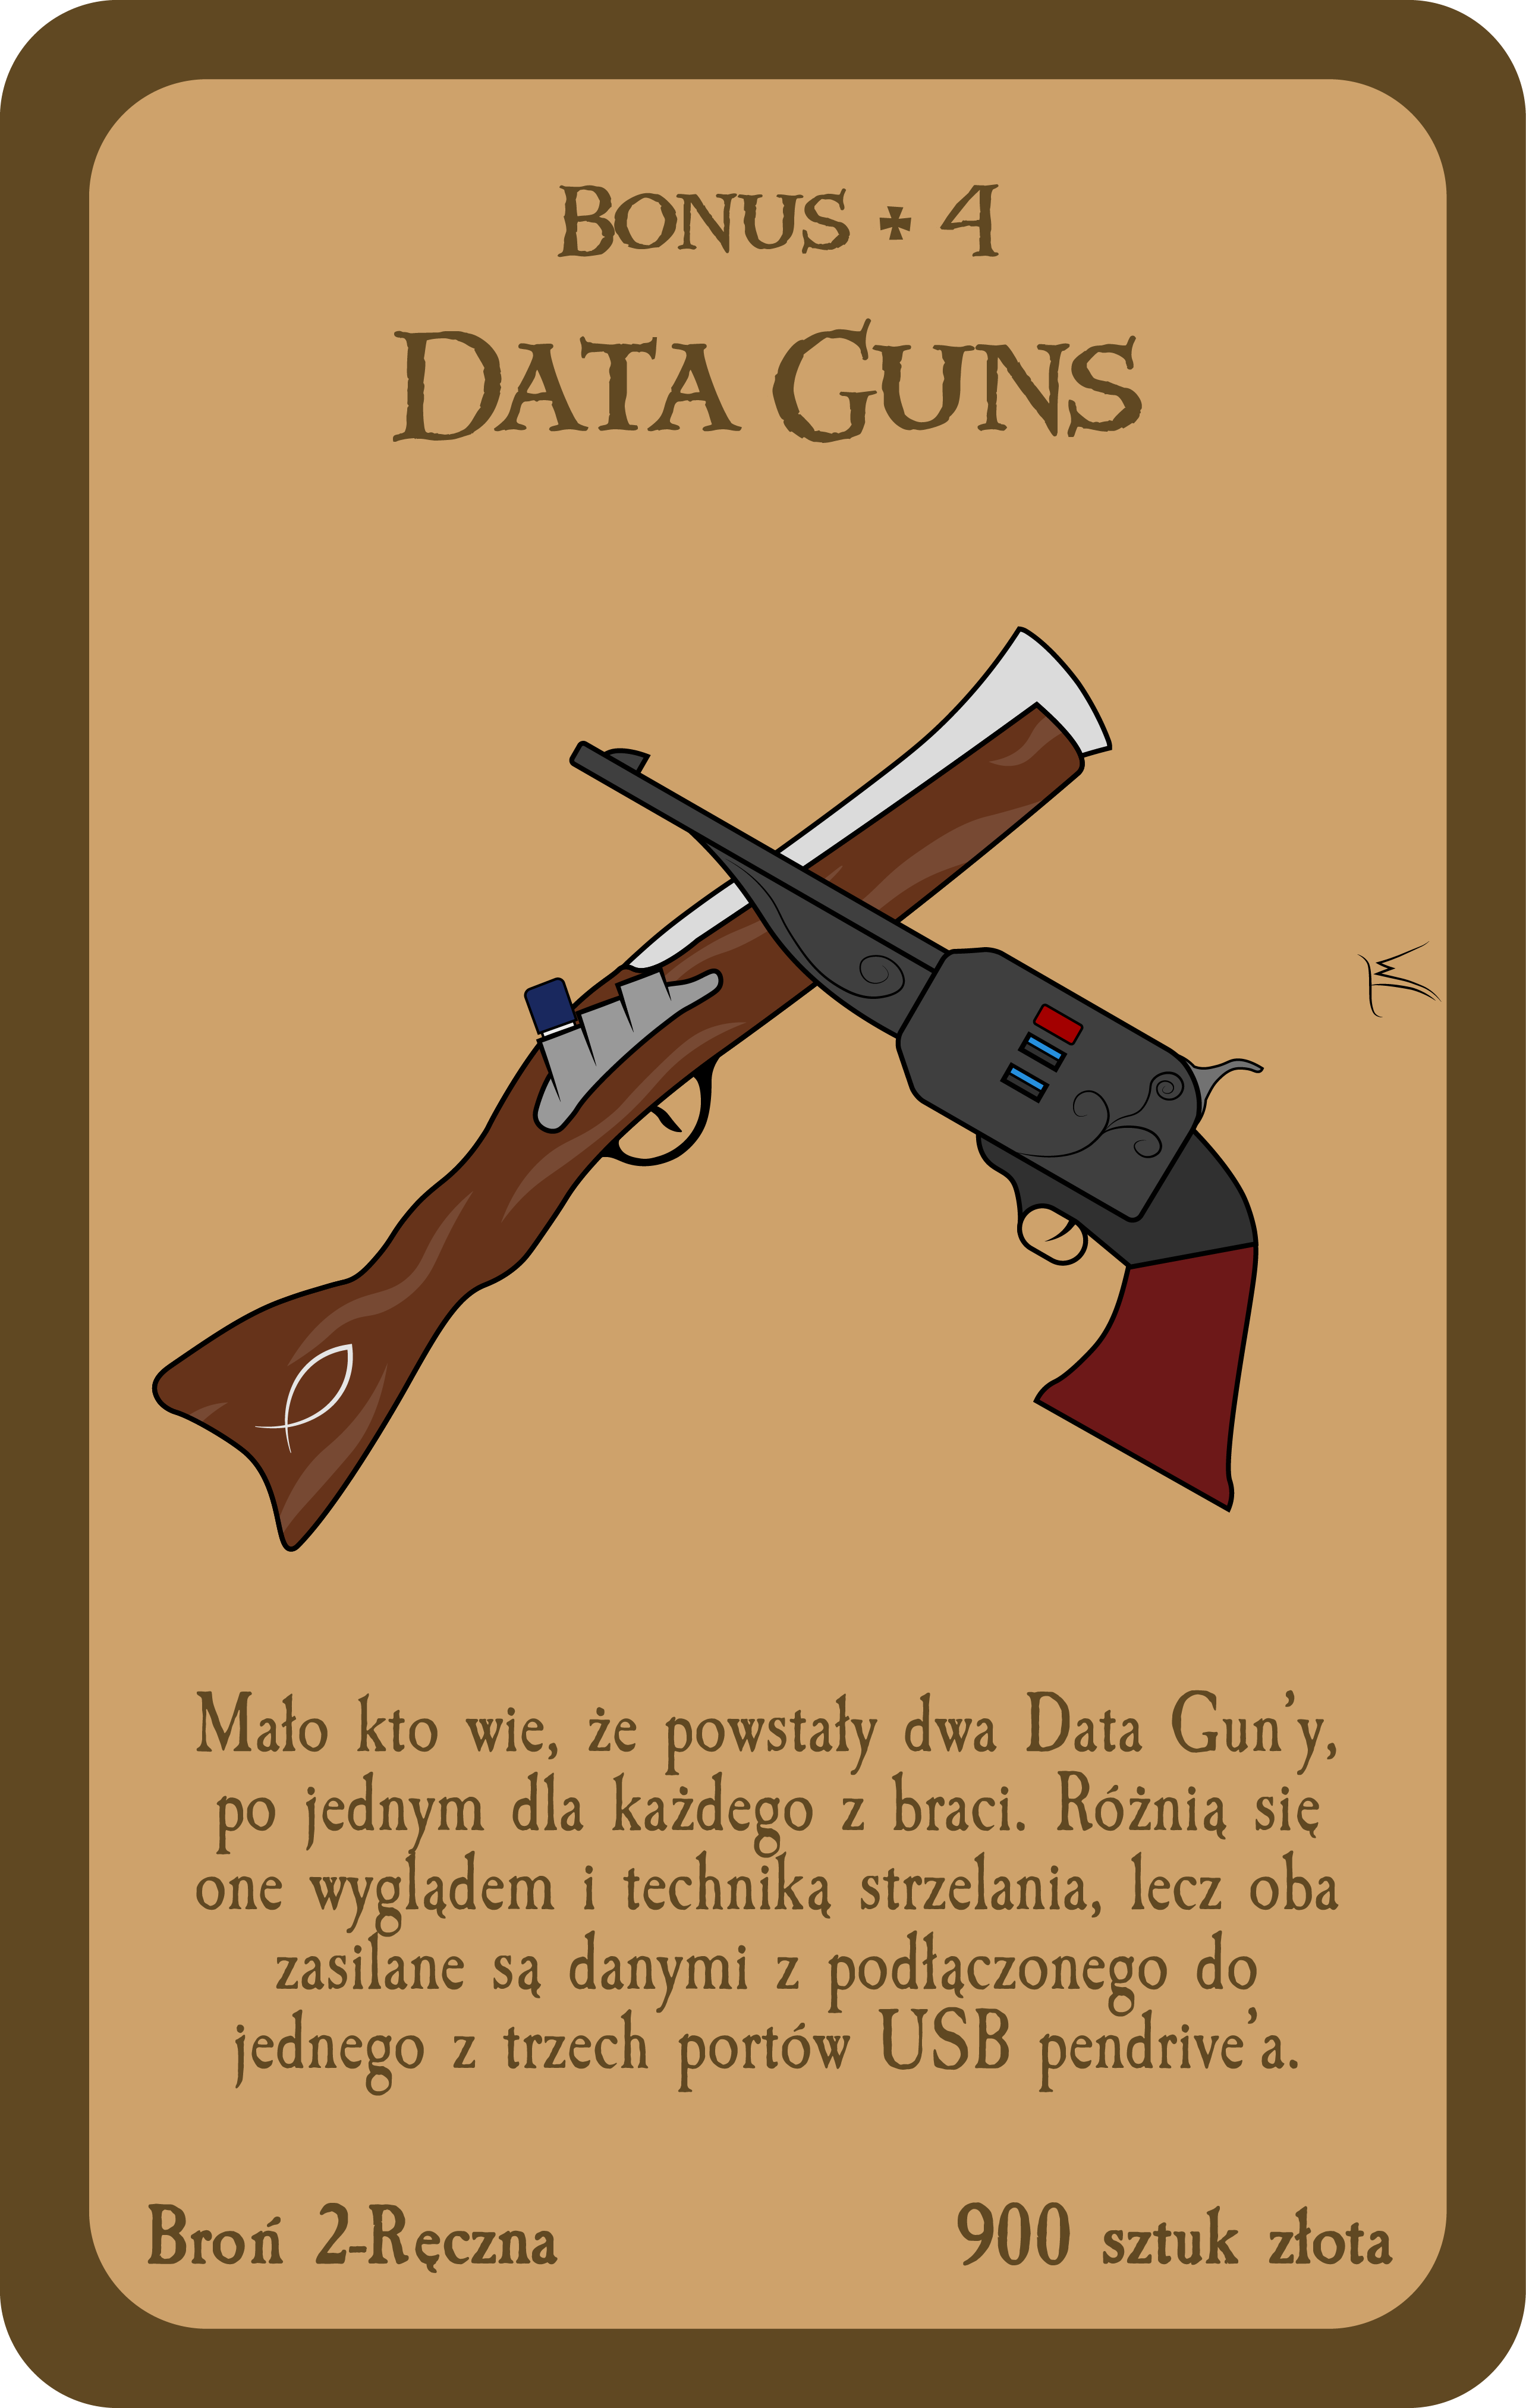 Bonus + 4
Data Guns
Mało kto wie, że powstały dwa Data Gun'y,
po jednym dla każdego z braci. Różnią się
one wyglądem i techniką strzelania, lecz oba
zasilane są danymi z podłączonego do
jednego z trzech portów USB pendrive'a.
Broń 2-Ręczna
900 sztuk złota